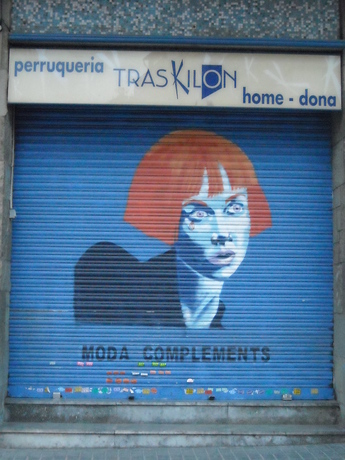 perruqueria TRASKILON home - dona
MODA COMPLEMENTS